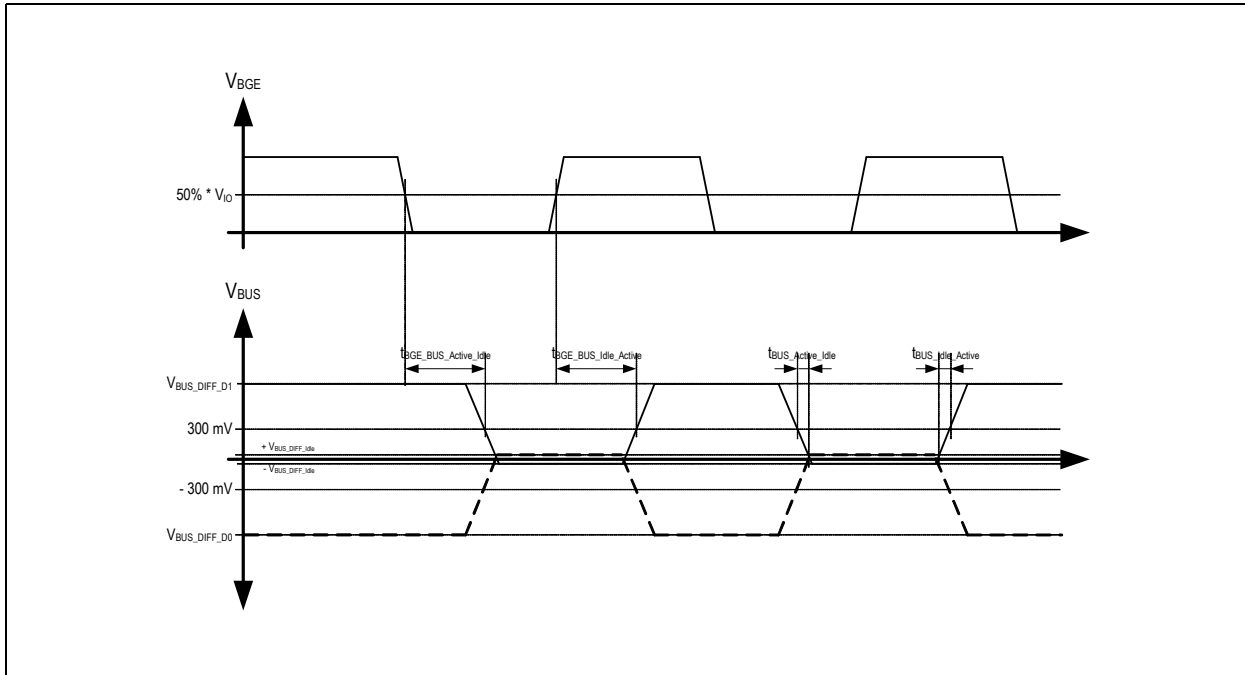 VBGE
50% * VIO
VBUS
tBGE_BUS_Active_Idle
tBGE_BUS_Idle_Active
tBUS_Active_Idle
tBUS_Idle_Active
VBUS_DIFF_D1
300 mV
+ VBUS_DIFF_Idle
- VBUS_DIFF_Idle
- 300 mV
VBUS_DIFF_D0